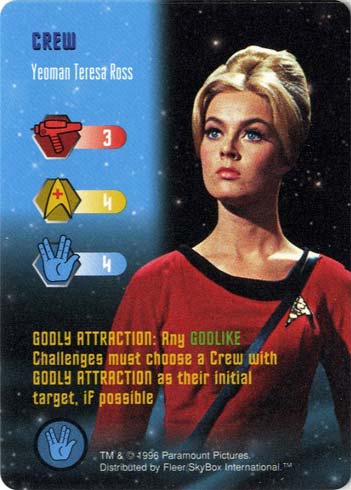 CREW
Yeoman Teresa Ross
3
4
4
GODLY ATTRACTION: Any GODLIKE
Challenges must choose a Crew with
GODLY ATTRACTION as their initial
target, if possible
TM & © 1996 Paramount Pictures.
Distributed by Fleer/SkyBox International.™